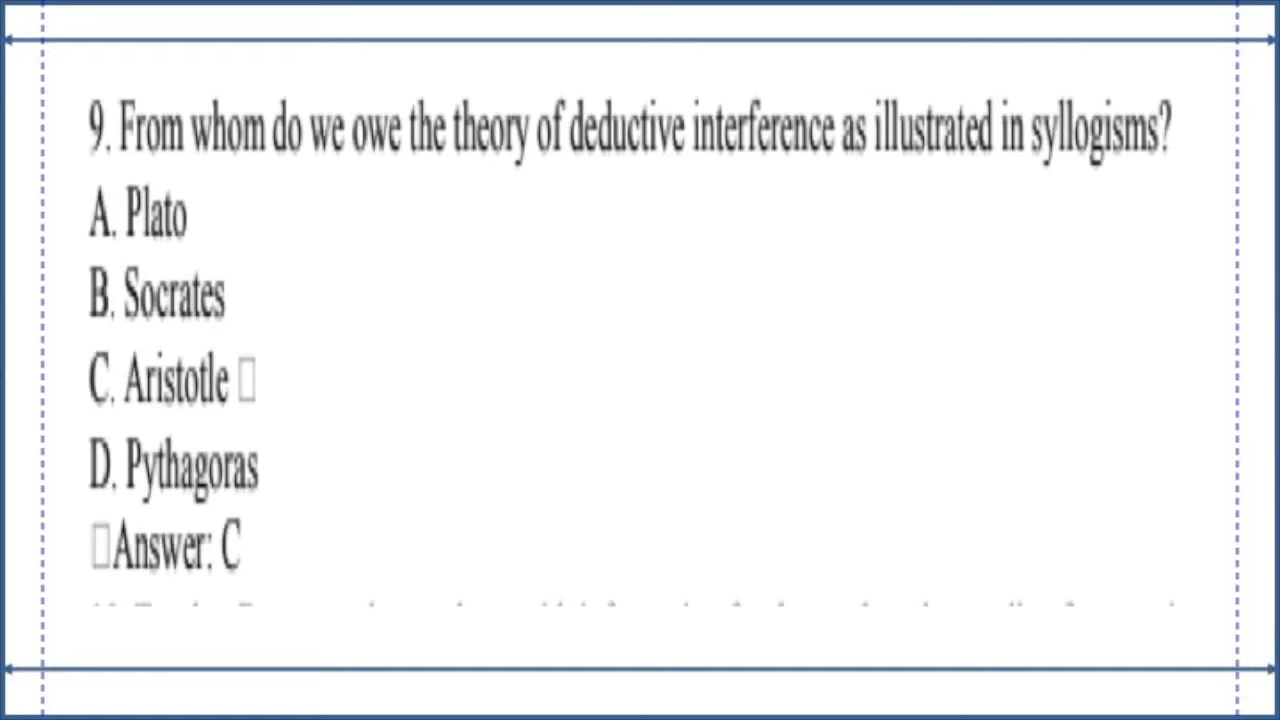 9. From whom do we owe the theory of deductive interference as illustrated in syllogisms?
A. Plato
B. Socrates
C. Aristotle
D. Pythagoras
Answer: C